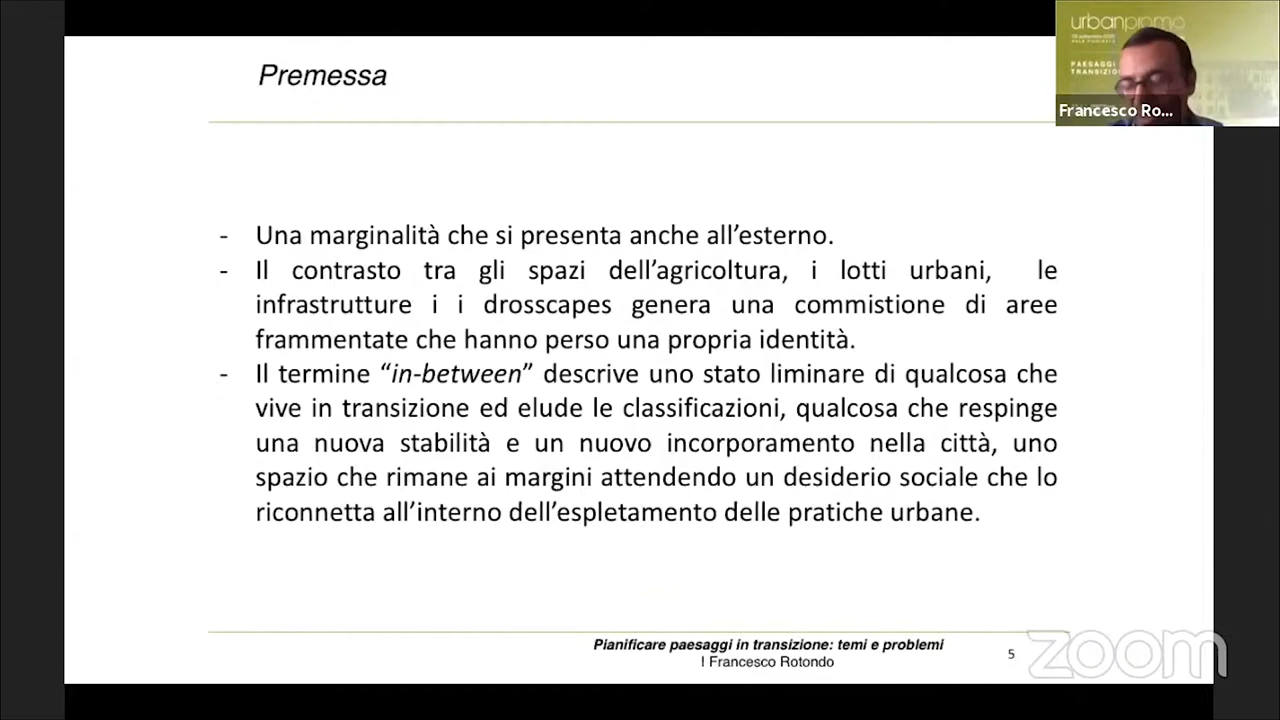 Premessa
urbanpromo
PAESAGGI
TRANSIZIO
Francesco Ro...
- Una marginalità che si presenta anche all’esterno.
- Il contrasto tra gli spazi dell’agricoltura, i lotti urbani, le
infrastrutture i i drosscapes genera una commistione di aree
frammentate che hanno perso una propria identità.
- Il termine “in-between” descrive uno stato liminare di qualcosa che
vive in transizione ed elude le classificazioni, qualcosa che respinge
una nuova stabilità e un nuovo incorporamento nella città, uno
spazio che rimane ai margini attendendo un desiderio sociale che lo
riconnetta all’interno dell’espletamento delle pratiche urbane.
Pianificare paesaggi in transizione: temi e problemi
I Francesco Rotondo
5
zoom